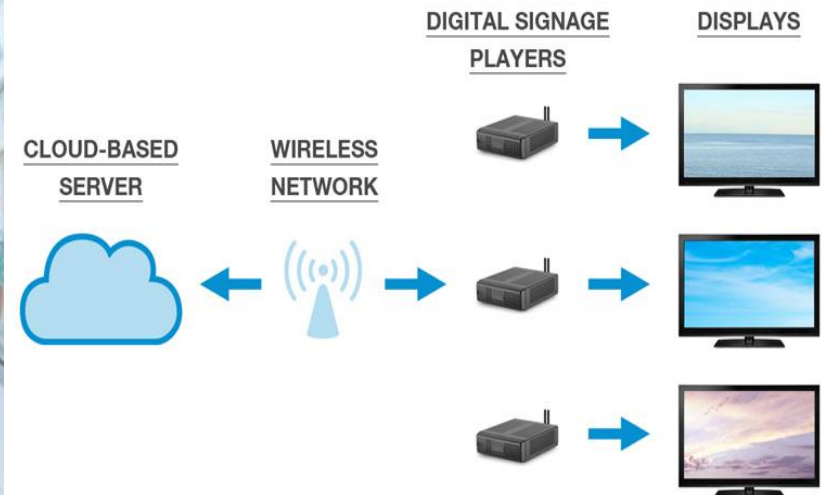 DIGITAL SIGNAGE
PLAYERS
DISPLAYS
CLOUD-BASED
SERVER
WIRELESS
NETWORK